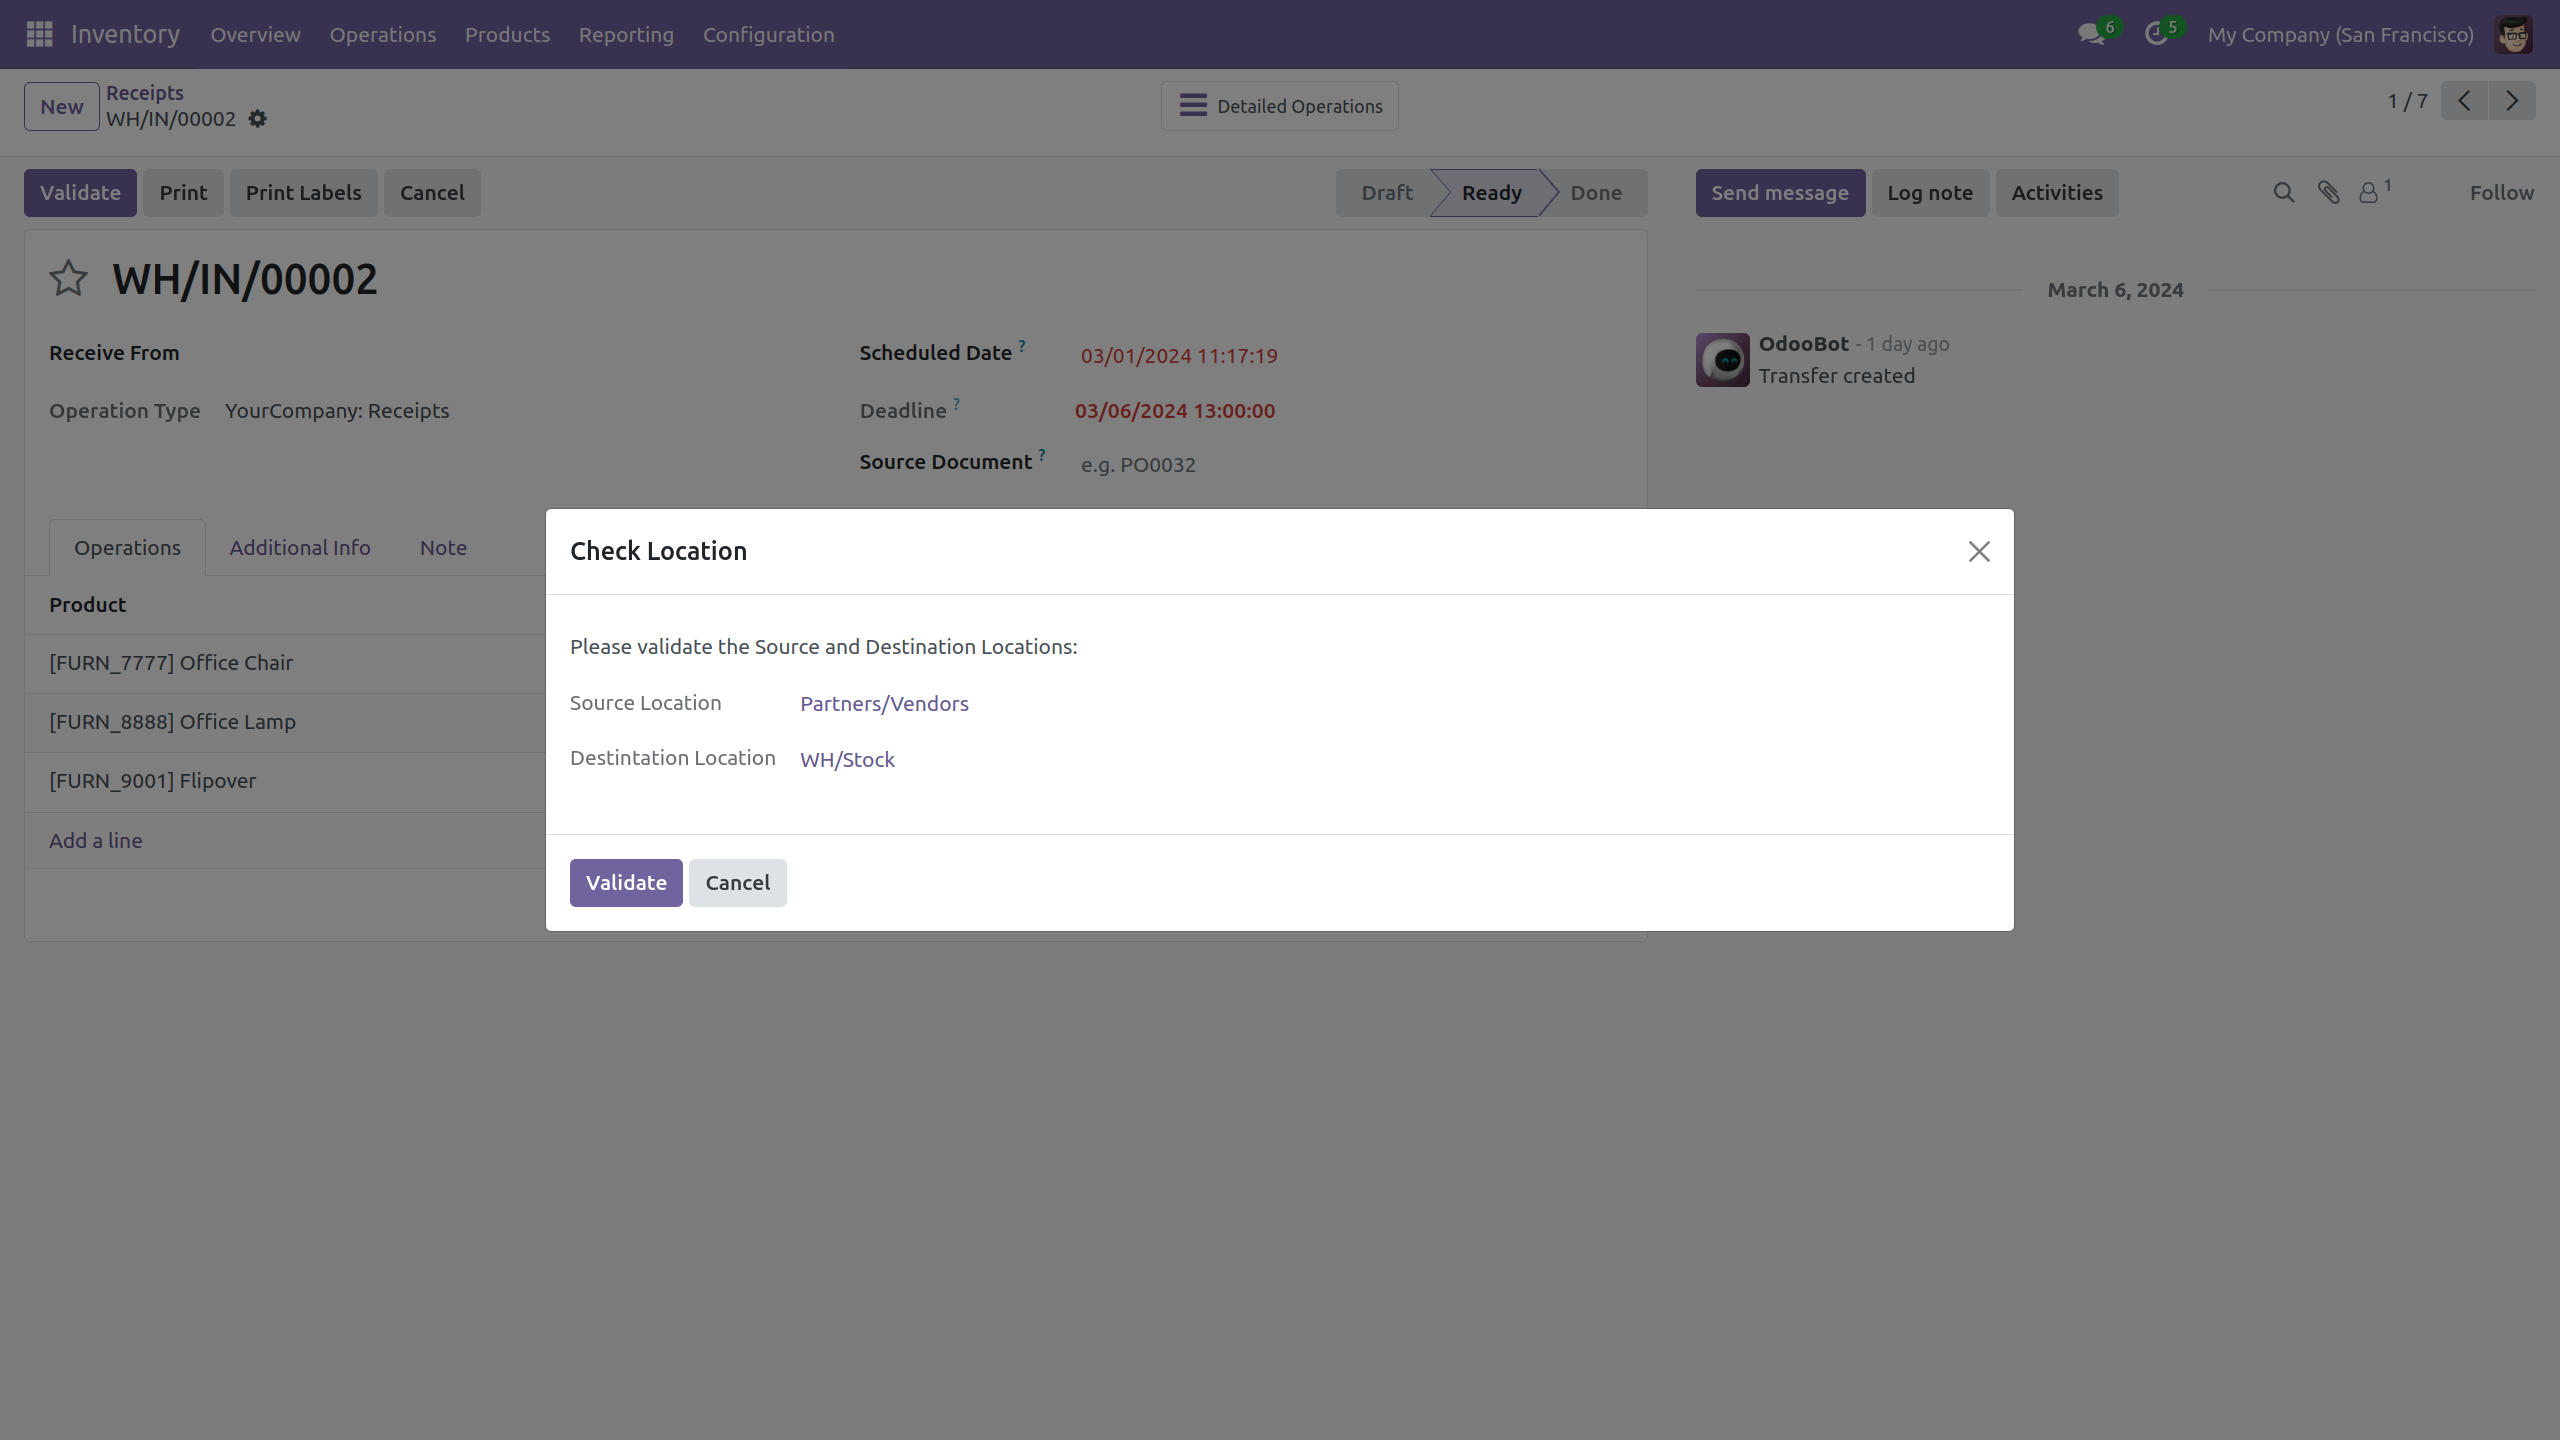 Inventory Overview Operations Products Reporting Configuration 6 5 My Company (San Francisco)
New Receipts Detailed Operations 1 / 7
WH/IN/00002
Validate Print Print Labels Cancel Draft Ready Done Send message Log note Activities 1 Follow
WH/IN/00002
March 6, 2024
Receive From Scheduled Date ? 03/01/2024 11:17:19
OdooBot - 1 day ago
Transfer created
Operation Type YourCompany: Receipts Deadline ? 03/06/2024 13:00:00
Source Document ? e.g. PO0032
Operations Additional Info Note
Product
[FURN_7777] Office Chair
[FURN_8888] Office Lamp
[FURN_9001] Flipover
Add a line
Check Location
Please validate the Source and Destination Locations:
Source Location Partners/Vendors
Destintation Location WH/Stock
Validate Cancel